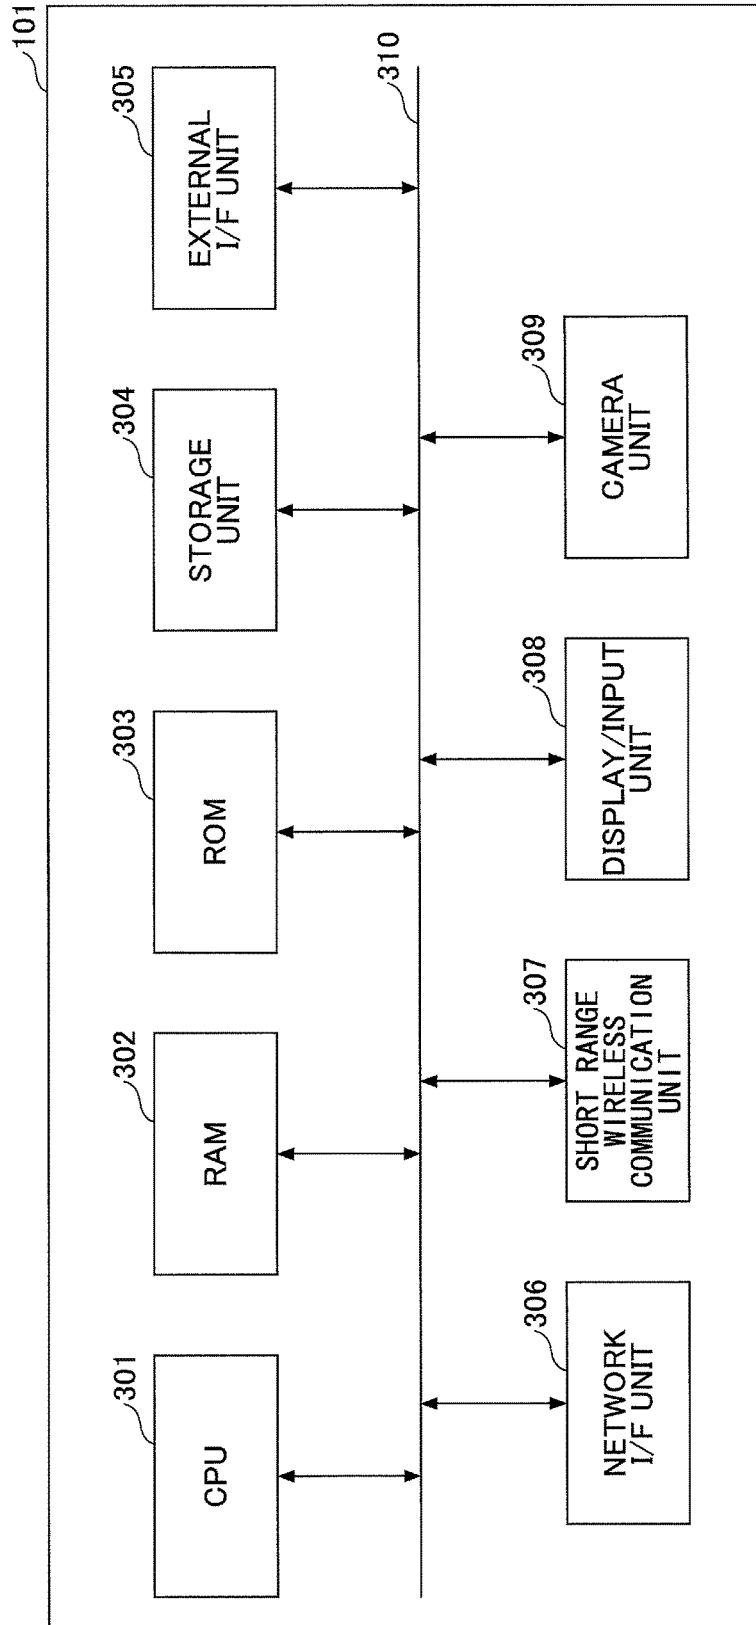 101
301
CPU
302
RAM
303
ROM
304
STORAGE
UNIT
305
EXTERNAL
I/F UNIT
310
306
NETWORK
I/F UNIT
307
SHORT RANGE
WIRELESS
COMMUNICATION
UNIT
308
DISPLAY/INPUT
UNIT
309
CAMERA
UNIT